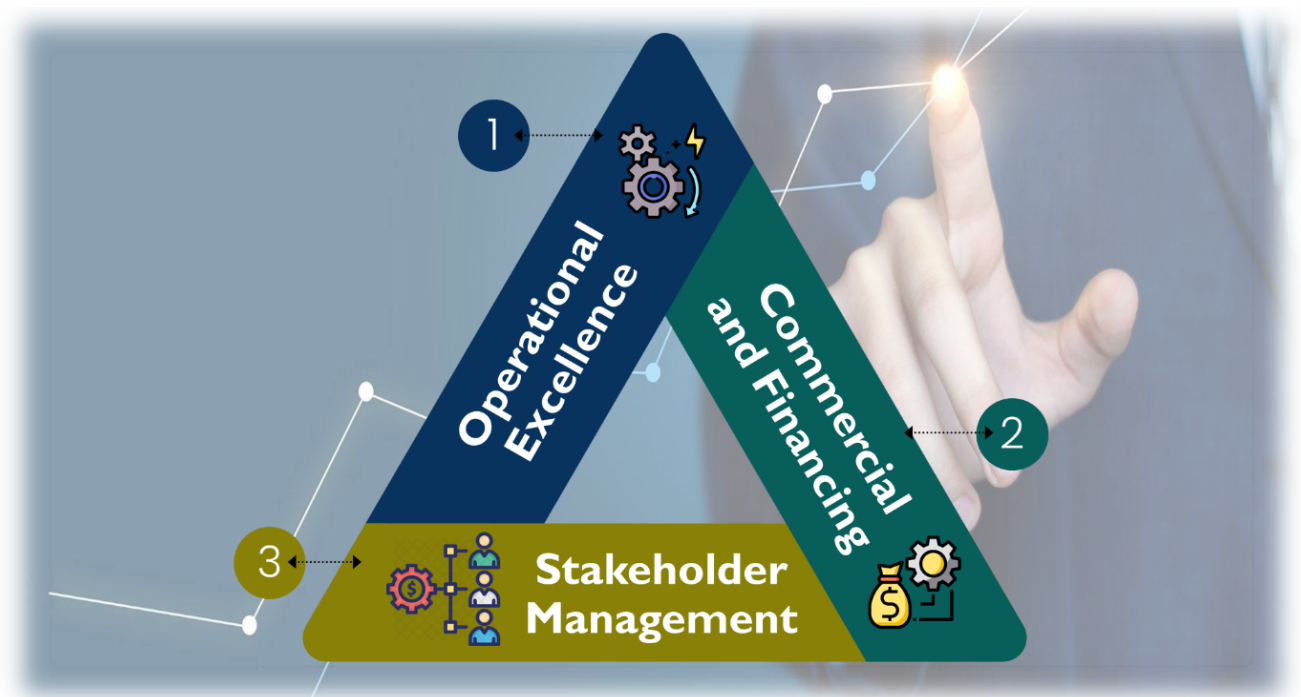 1
Operational
Excellence
Commercial
and Financing
2
3
Stakeholder
Management
$
$